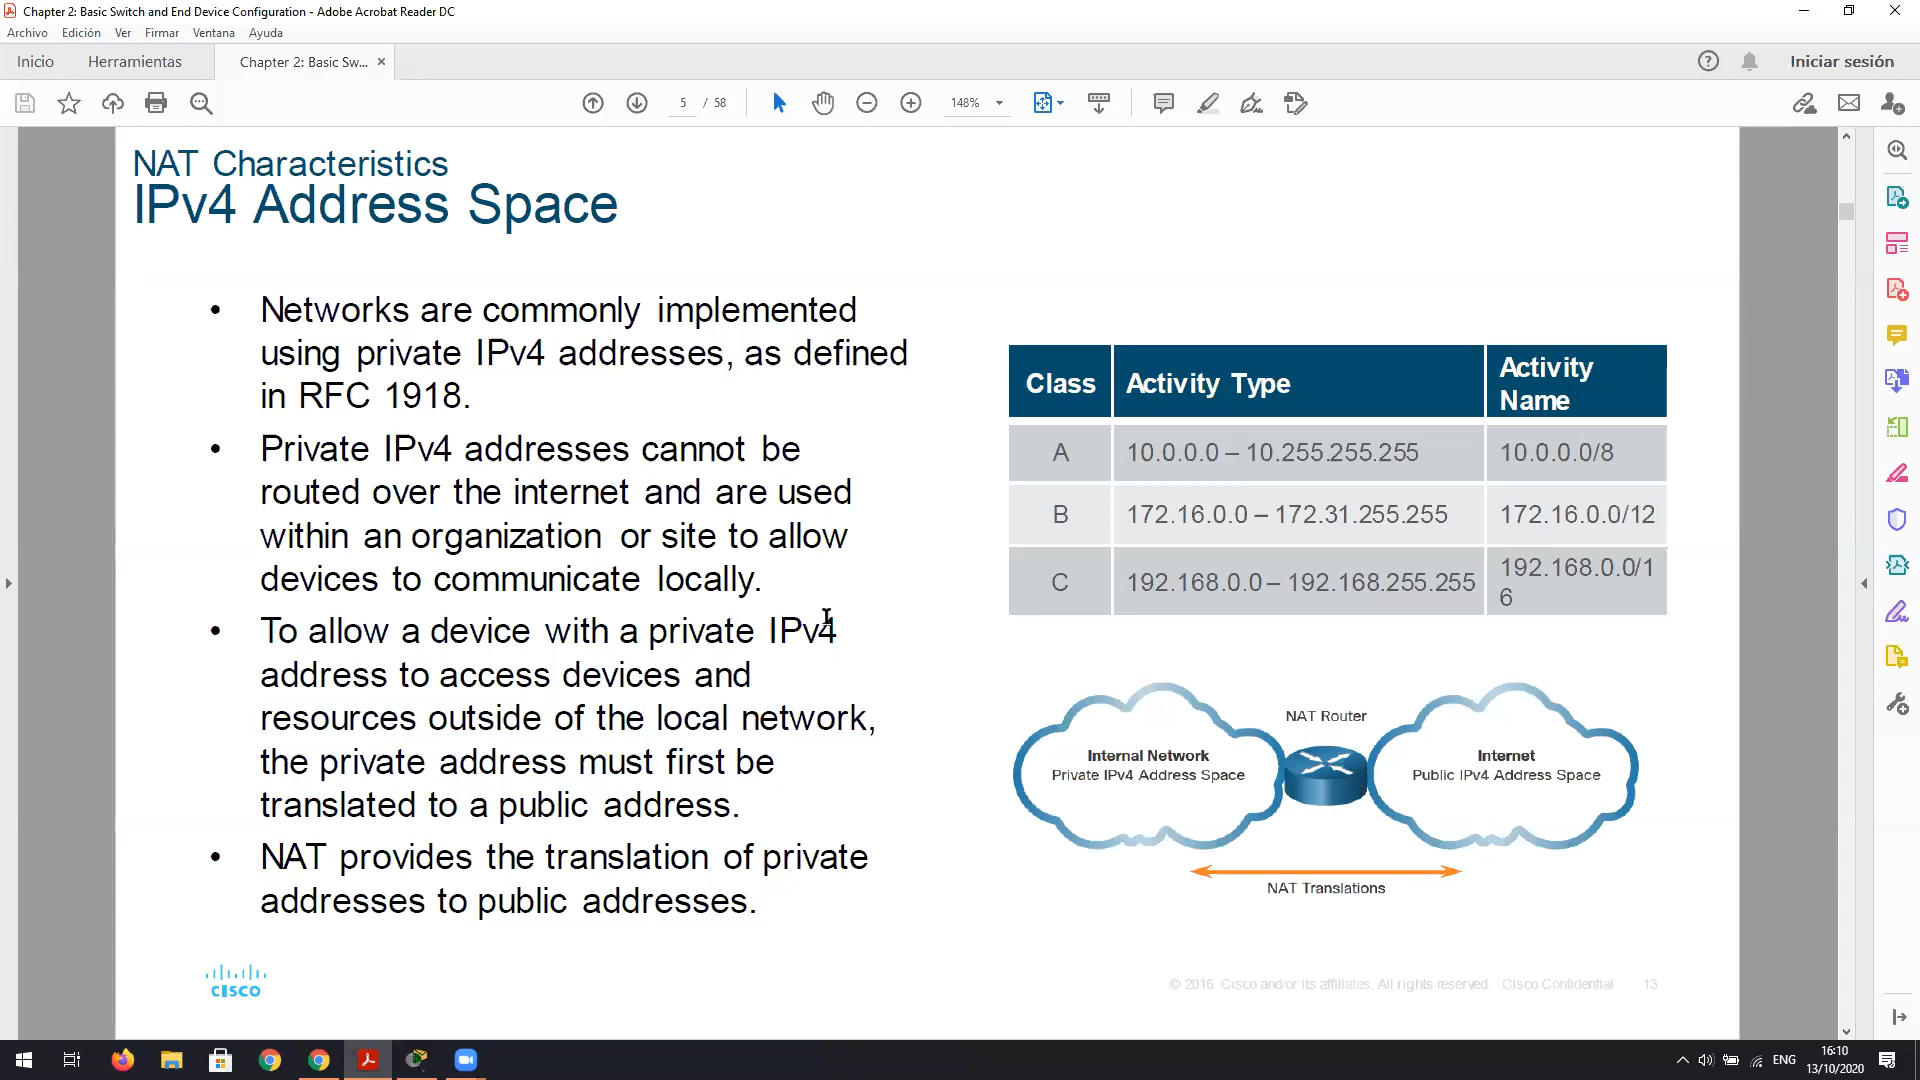 Chapter 2: Basic Switch and End Device Configuration - Adobe Acrobat Reader DC
Archivo Edición Ver Firmar Ventana Ayuda
Inicio Herramientas Chapter 2: Basic Sw... × Iniciar sesión
5 / 58 148%
NAT Characteristics
IPv4 Address Space
• Networks are commonly implemented
using private IPv4 addresses, as defined
in RFC 1918.
• Private IPv4 addresses cannot be
routed over the internet and are used
within an organization or site to allow
devices to communicate locally.
• To allow a device with a private IPv4
address to access devices and
resources outside of the local network,
the private address must first be
translated to a public address.
• NAT provides the translation of private
addresses to public addresses.
Class Activity Type Activity
Name
A 10.0.0.0 – 10.255.255.255 10.0.0.0/8
B 172.16.0.0 – 172.31.255.255 172.16.0.0/12
C 192.168.0.0 – 192.168.255.255 192.168.0.0/1
6
NAT Router
Internal Network
Private IPv4 Address Space
Internet
Public IPv4 Address Space
NAT Translations
CISCO
© 2016 Cisco and/or its affiliates. All rights reserved. Cisco Confidential 13
ENG
16:10
13/10/2020